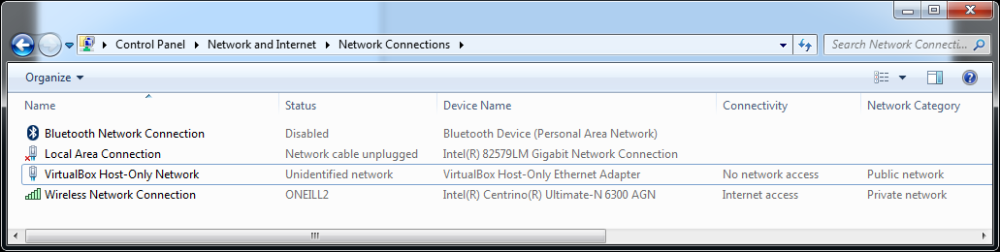 Control Panel Network and Internet Network Connections Search Network Connecti...
Organize
Name Status Device Name Connectivity Network Category
Bluetooth Network Connection Disabled Bluetooth Device (Personal Area Network)
Local Area Connection Network cable unplugged Intel(R) 82579LM Gigabit Network Connection
VirtualBox Host-Only Network Unidentified network VirtualBox Host-Only Ethernet Adapter No network access Public network
Wireless Network Connection ONEILL2 Intel(R) Centrino(R) Ultimate-N 6300 AGN Internet access Private network